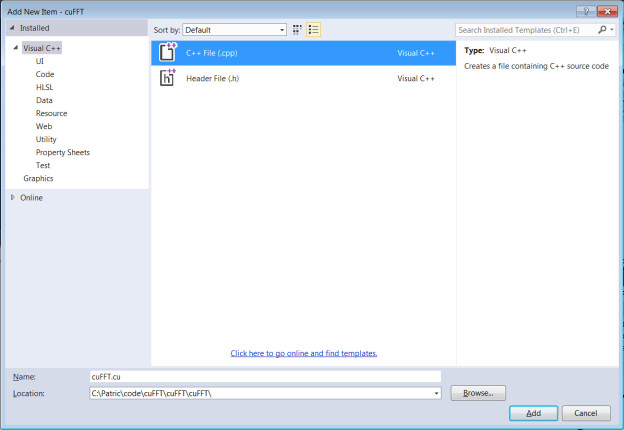 Add New Item - cuFFT
Installed
Sort by: Default
Search Installed Templates (Ctrl+E)
Visual C++
UI
Code
HLSL
Data
Resource
Web
Utility
Property Sheets
Test
Graphics
Online
C++ File (.cpp) Visual C++
Header File (.h) Visual C++
Type: Visual C++
Creates a file containing C++ source code
Click here to go online and find templates.
Name: cuFFT.cu
Location: C:\Patric\code\cuFFT\cuFFT\cuFFT\
Browse...
Add Cancel